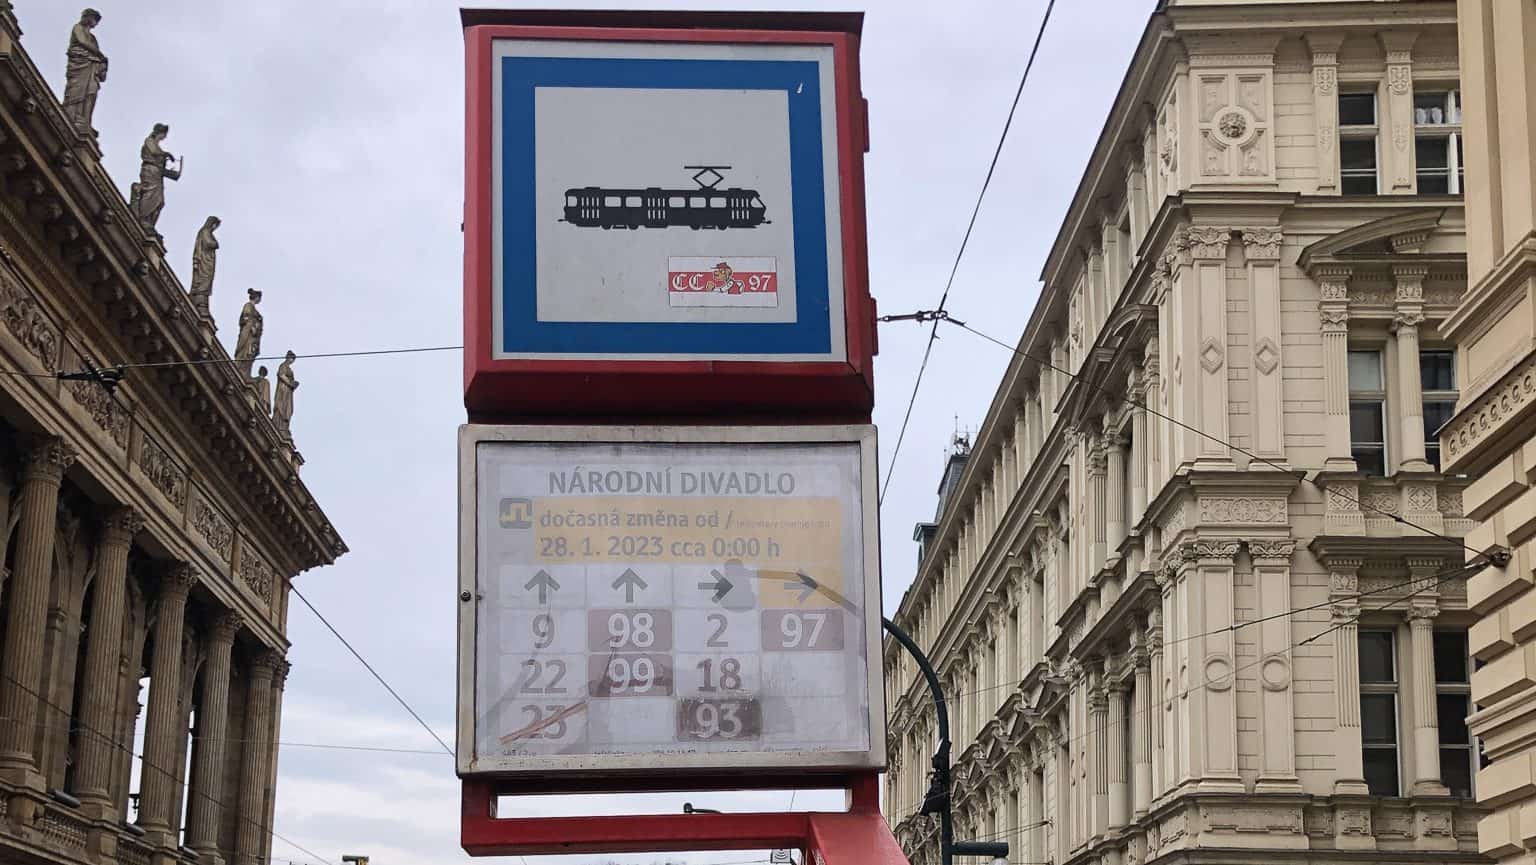 CC 97
NÁRODNÍ DIVADLO
dočasná změna od /
28. 1. 2023 cca 0:00 h
9 98 2 97
22 99 18
23 93